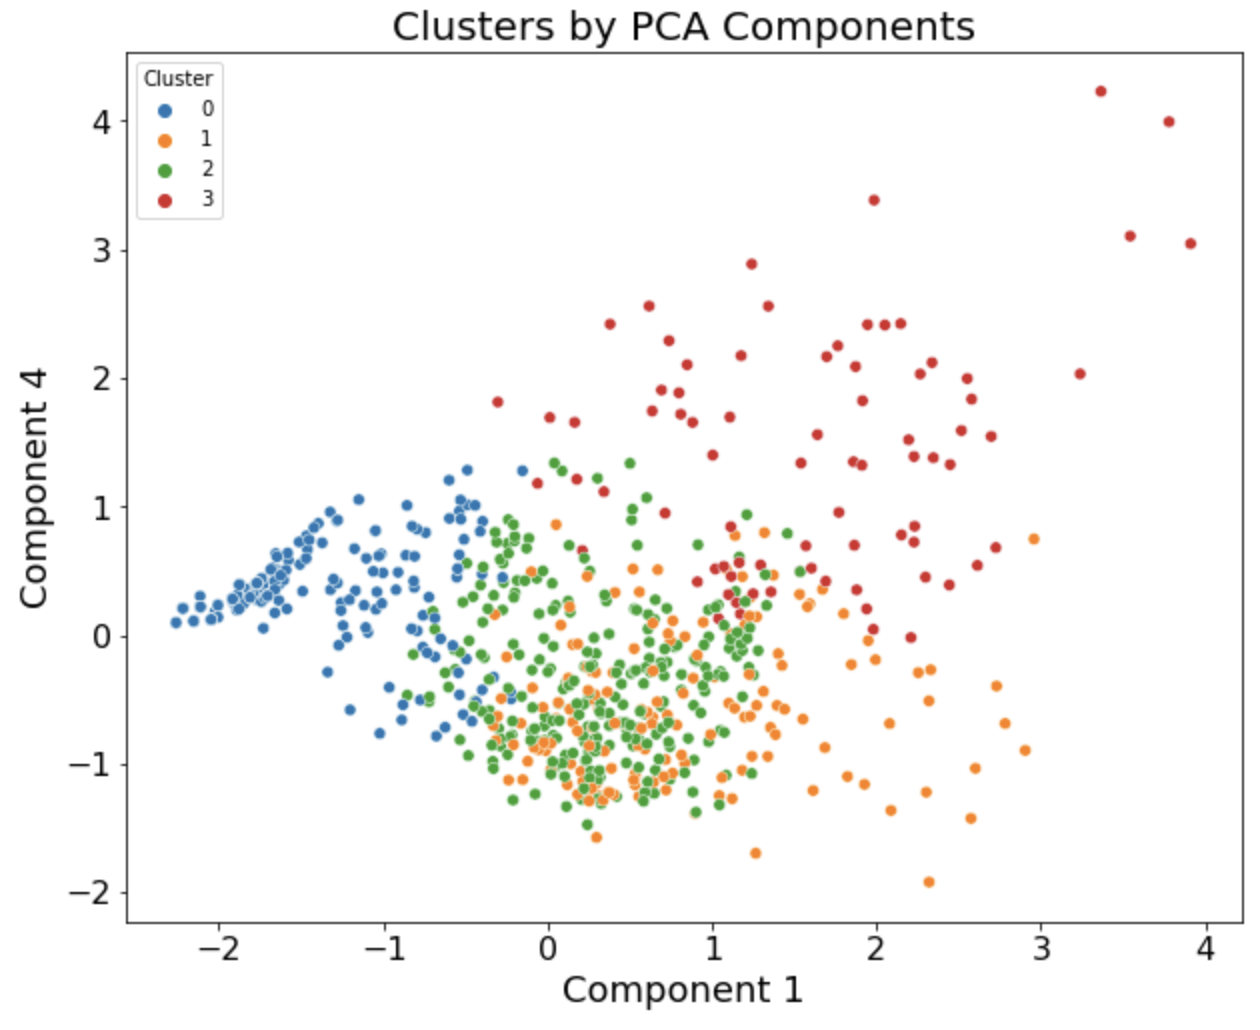 Clusters by PCA Components
Cluster
0
1
2
3
4
3
2
1
0
−1
−2
Component 4
−2 −1 0 1 2 3 4
Component 1